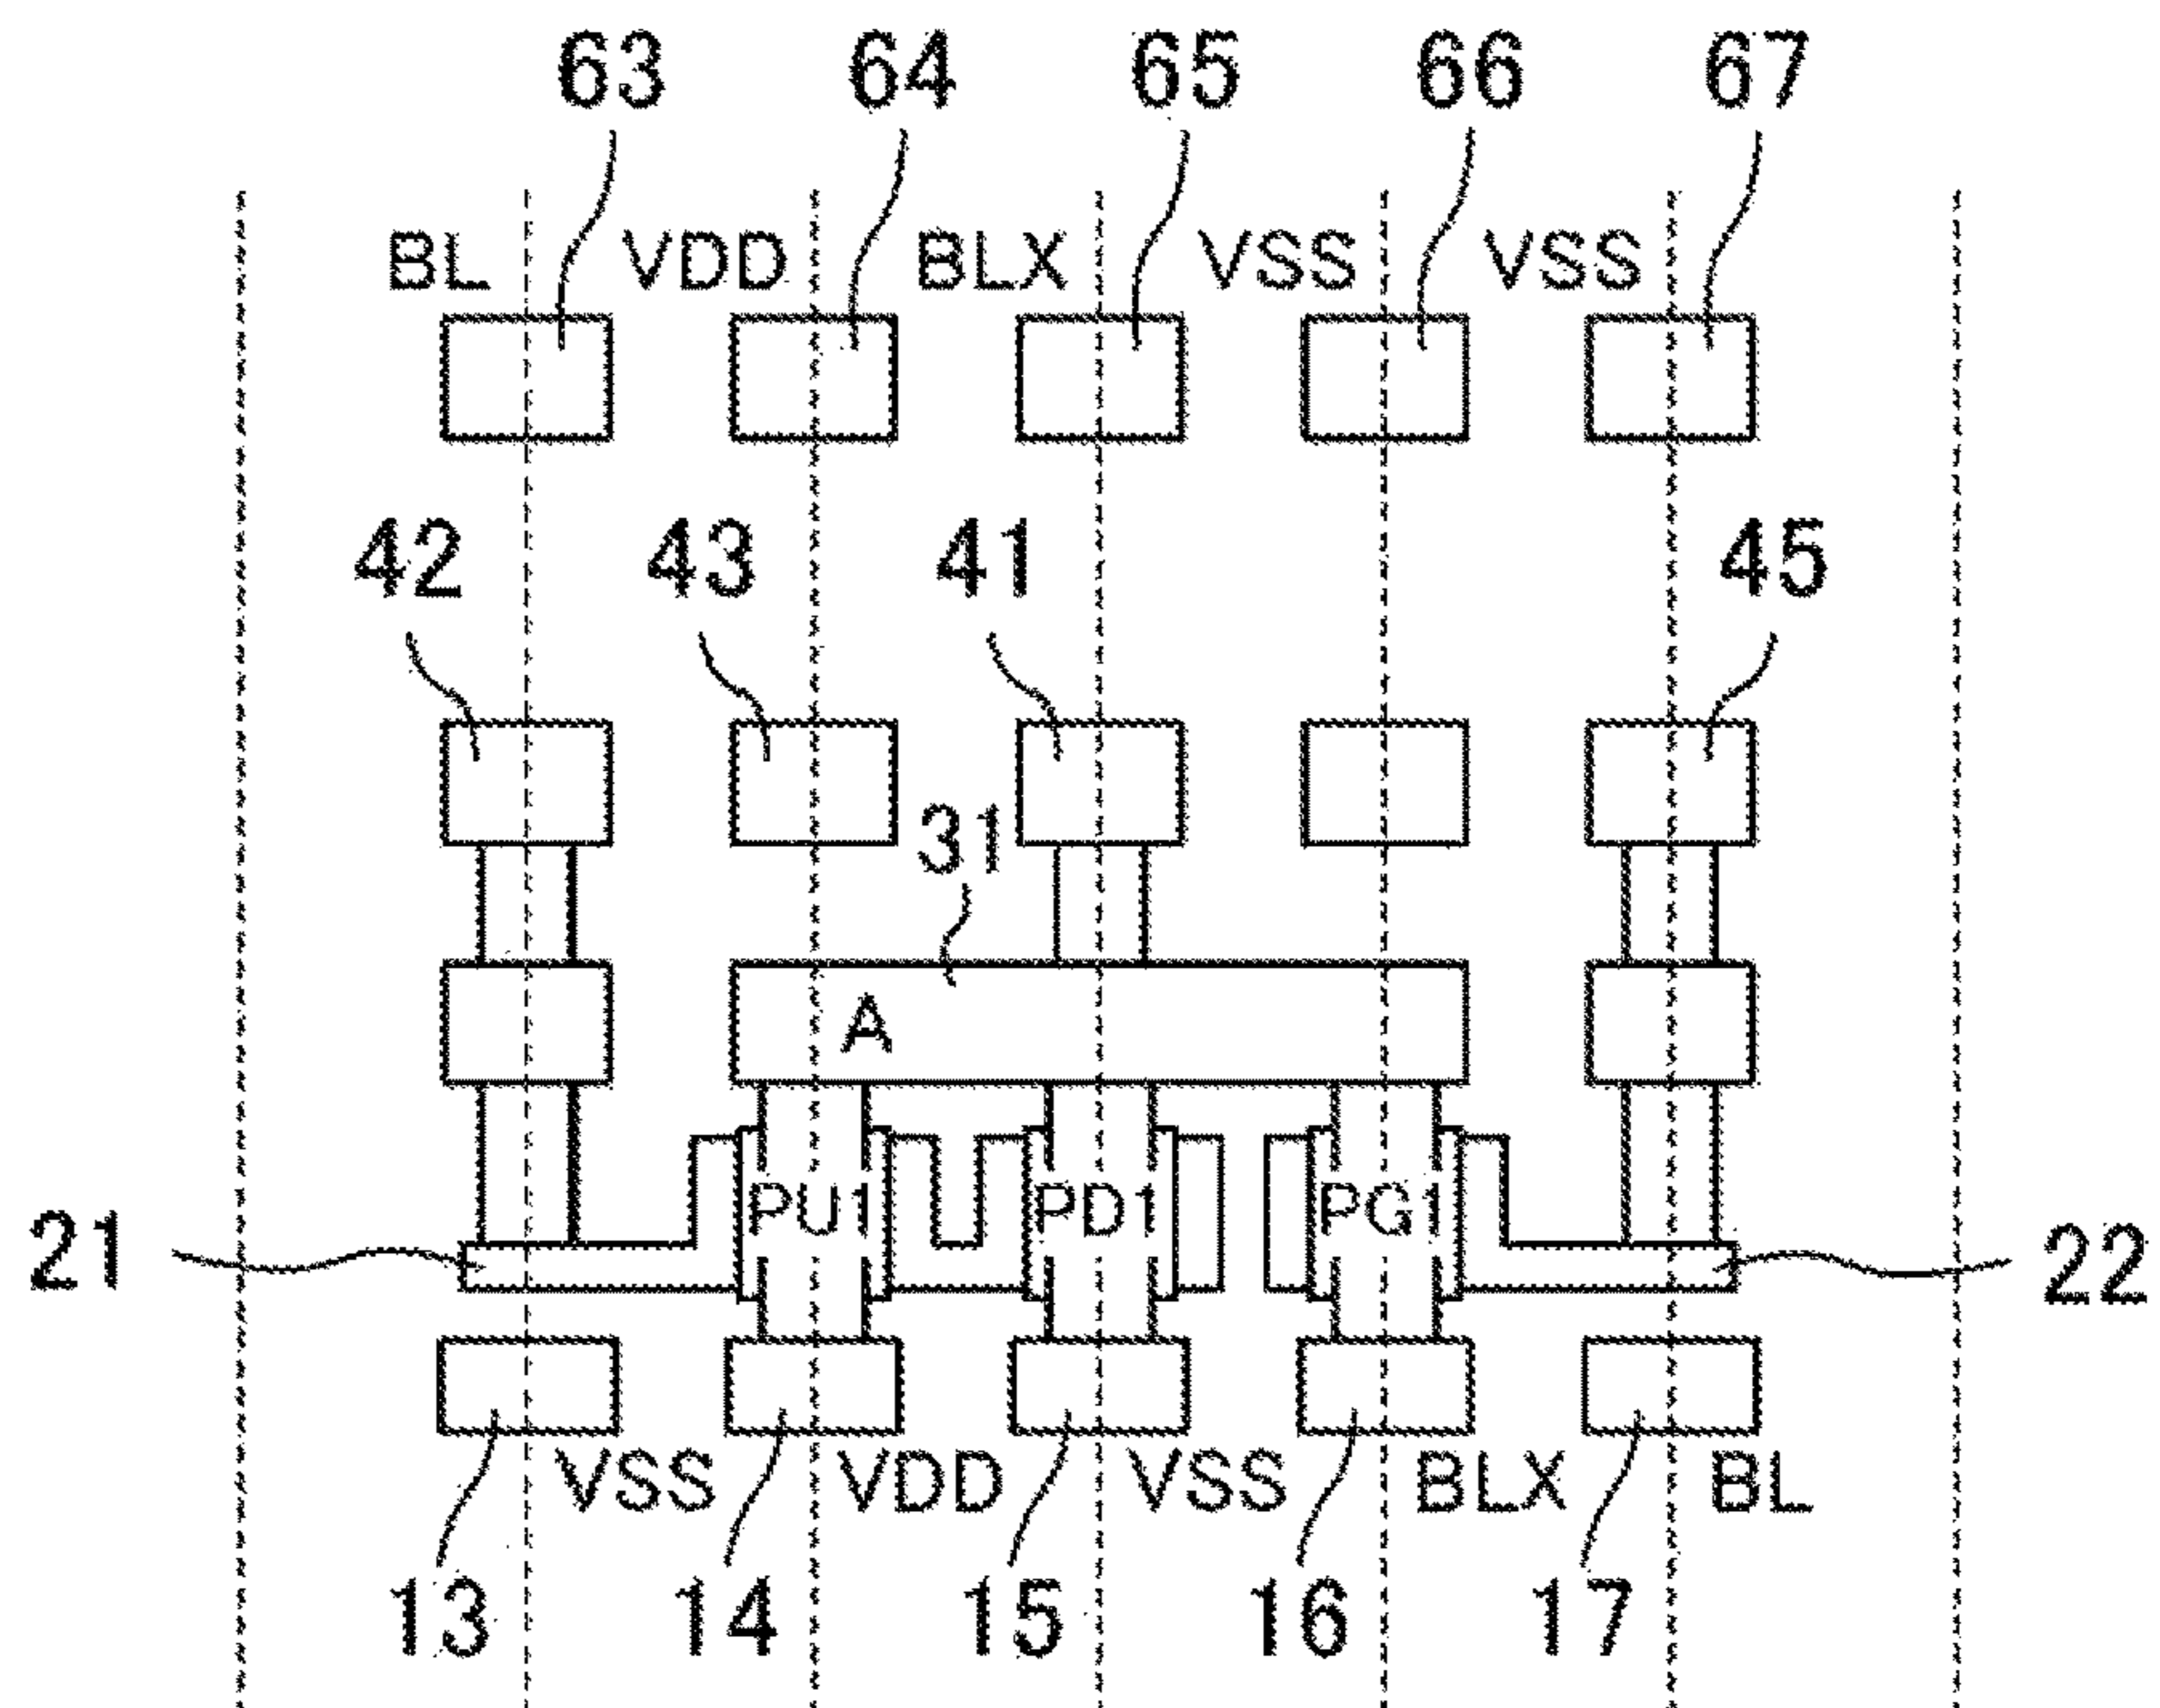 63 64 65 66 67
BL VDD BLX VSS VSS
42 43 41 45
31
A
PU1 PD1 PG1
21 22
VSS VDD VSS BLX BL
13 14 15 16 17